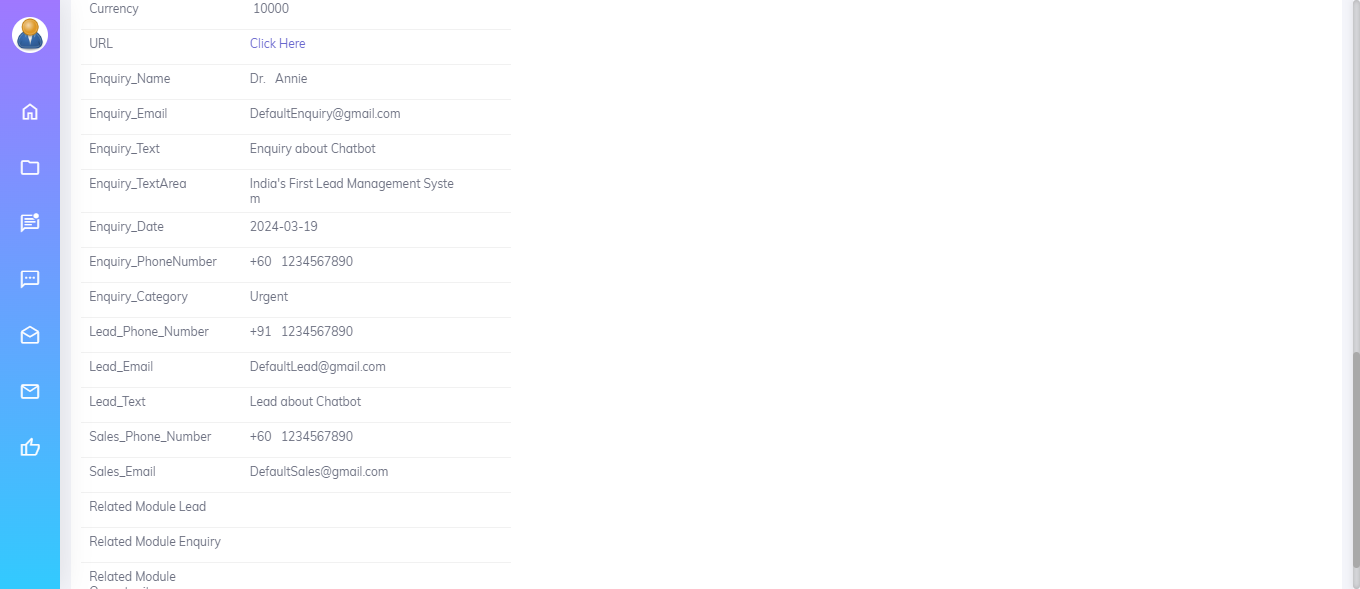 Currency 10000
URL Click Here
Enquiry_Name Dr. Annie
Enquiry_Email DefaultEnquiry@gmail.com
Enquiry_Text Enquiry about Chatbot
Enquiry_TextArea India's First Lead Management Syste
m
Enquiry_Date 2024-03-19
Enquiry_PhoneNumber +60 1234567890
Enquiry_Category Urgent
Lead_Phone_Number +91 1234567890
Lead_Email DefaultLead@gmail.com
Lead_Text Lead about Chatbot
Sales_Phone_Number +60 1234567890
Sales_Email DefaultSales@gmail.com
Related Module Lead
Related Module Enquiry
Related Module